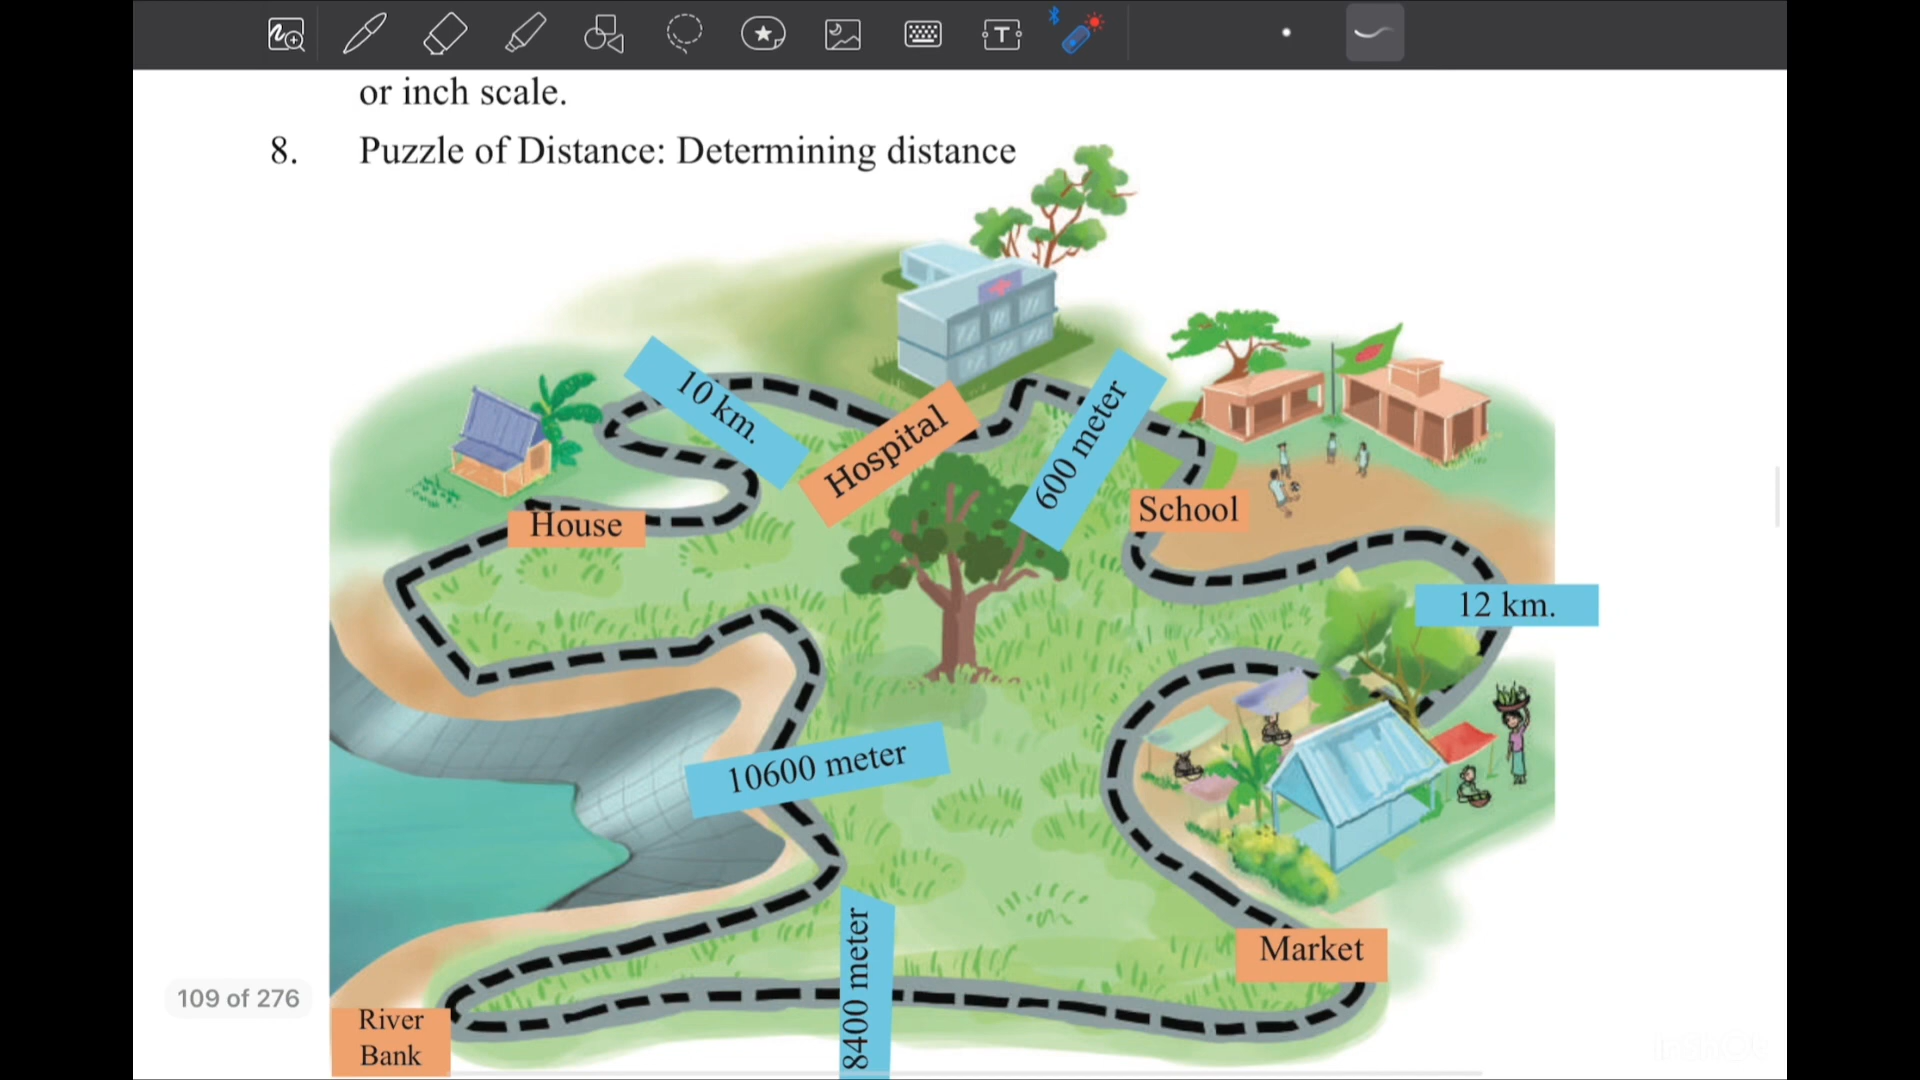 or inch scale.
8. Puzzle of Distance: Determining distance
10 km.
Hospital
600 meter
School
House
12 km.
10600 meter
Market
8400 meter
109 of 276
River
Bank